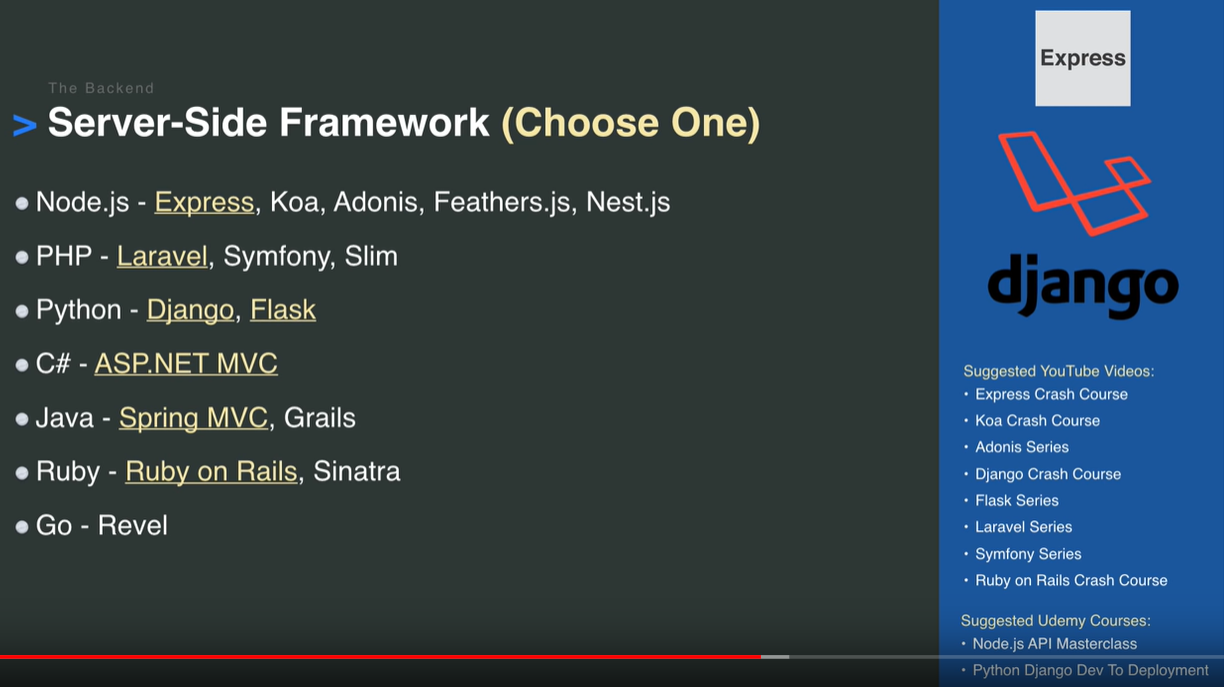 The Backend
> Server-Side Framework (Choose One)
Node.js - Express, Koa, Adonis, Feathers.js, Nest.js
PHP - Laravel, Symfony, Slim
Python - Django, Flask
C# - ASP.NET MVC
Java - Spring MVC, Grails
Ruby - Ruby on Rails, Sinatra
Go - Revel
Express
django
Suggested YouTube Videos:
Express Crash Course
Koa Crash Course
Adonis Series
Django Crash Course
Flask Series
Laravel Series
Symfony Series
Ruby on Rails Crash Course
Suggested Udemy Courses:
Node.js API Masterclass
Python Django Dev To Deployment